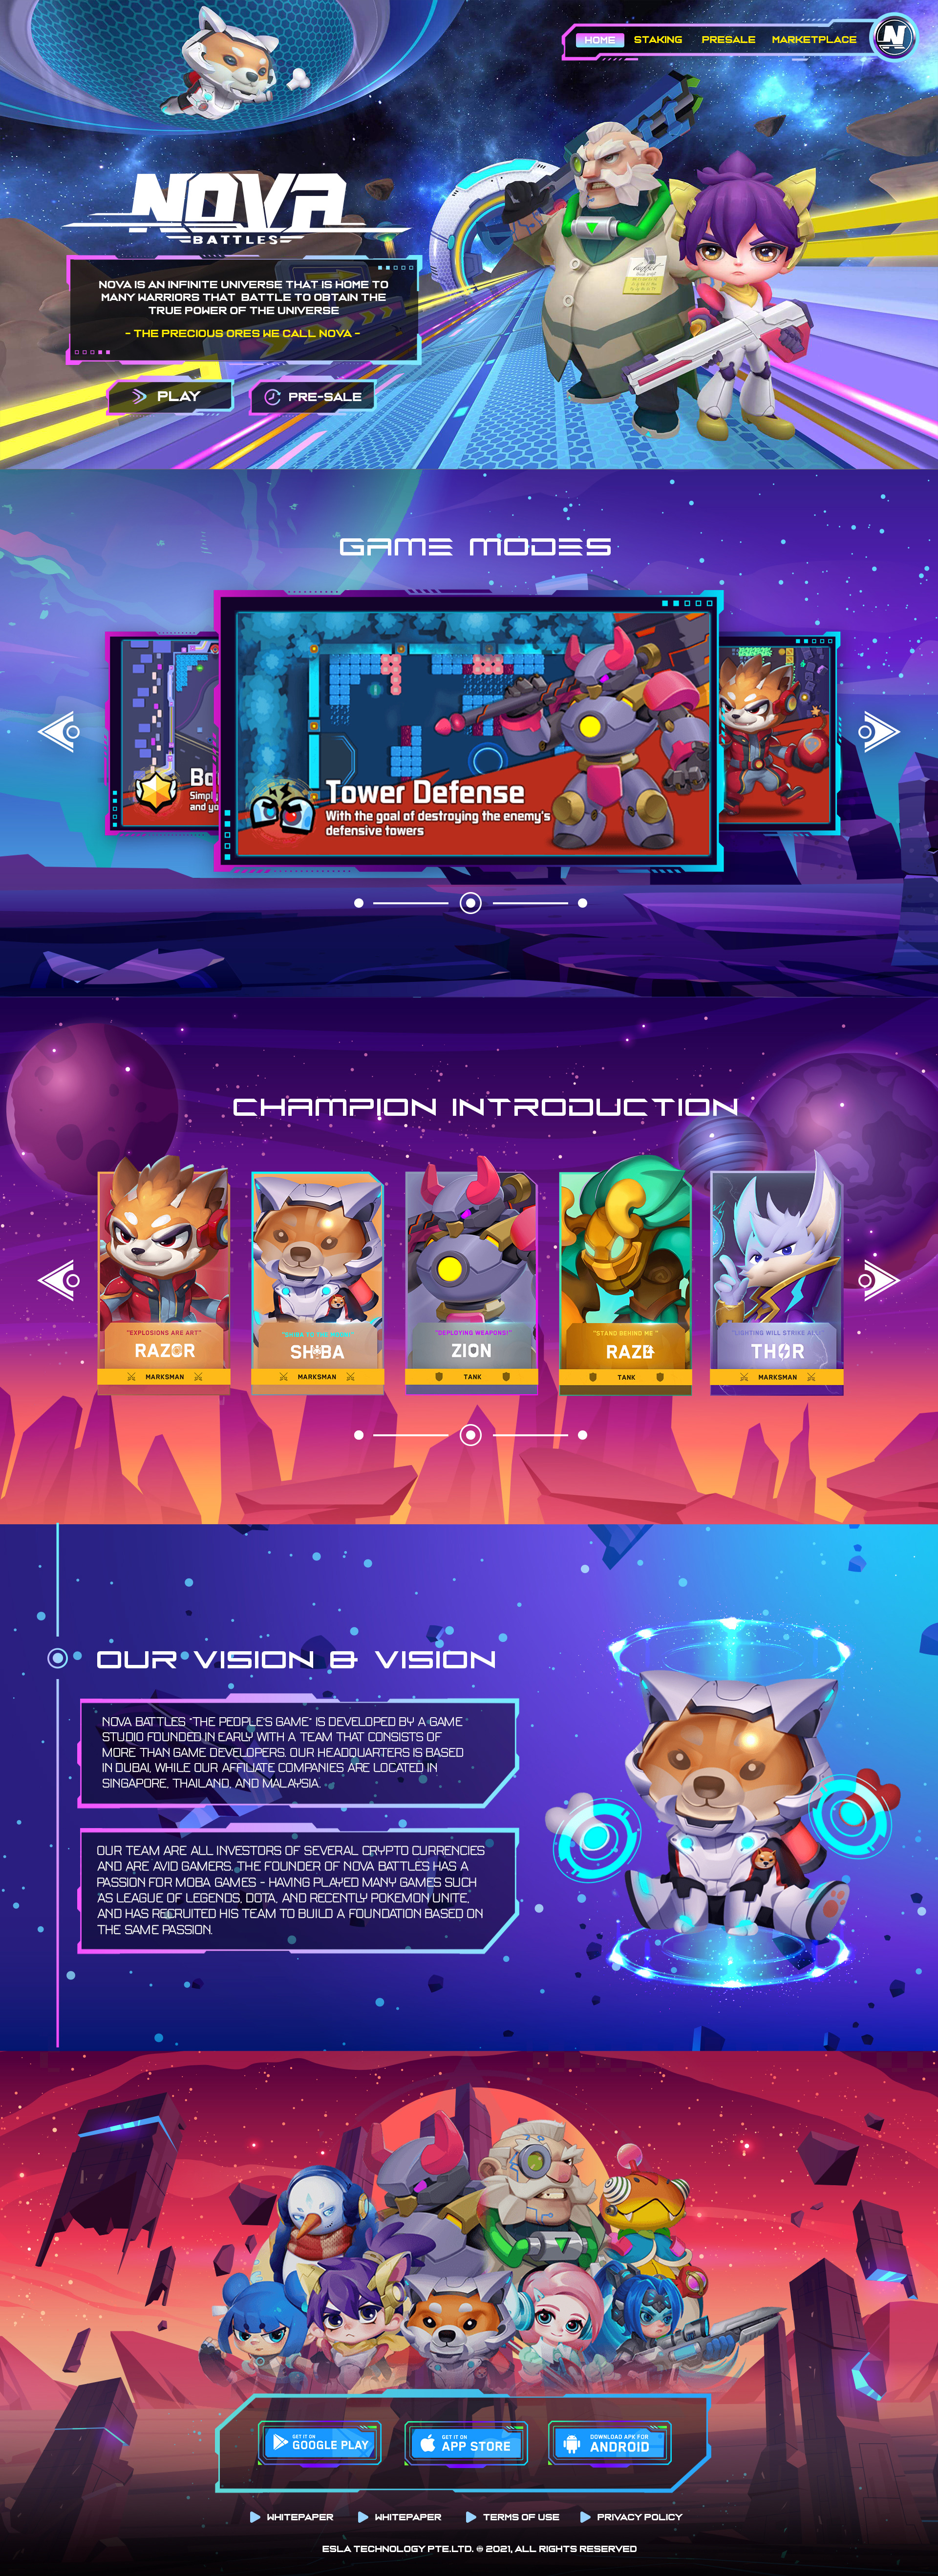 HOME STAKING PRESALE MARKETPLACE
N
NOVA
BATTLES
NOVA IS AN INFINITE UNIVERSE THAT IS HOME TO
MANY WARRIORS THAT BATTLE TO OBTAIN THE
TRUE POWER OF THE UNIVERSE
- THE PRECIOUS ORES WE CALL NOVA -
PLAY PRE-SALE
GAME MODES
Tower Defense
With the goal of destroying the enemy's
defensive towers
CHAMPION INTRODUCTION
"EXPLOSIONS ARE ART"
RAZOR
MARKSMAN
SHIBA
MARKSMAN
"DEPLOYING WEAPONS!"
ZION
TANK
"STAND BEHIND ME"
RAZE
TANK
LIGHTING WILL STRIKE
THOR
MARKSMAN
OUR VISION & VISION
NOVA BATTLES "THE PEOPLE'S GAME" IS DEVELOPED BY A GAME
STUDIO FOUNDED IN EARLY WITH A TEAM THAT CONSISTS OF
MORE THAN GAME DEVELOPERS. OUR HEADQUARTERS IS BASED
IN DUBAI, WHILE OUR AFFILIATE COMPANIES ARE LOCATED IN
SINGAPORE, THAILAND, AND MALAYSIA.
OUR TEAM ARE ALL INVESTORS OF SEVERAL CRYPTO CURRENCIES
AND ARE AVID GAMERS. THE FOUNDER OF NOVA BATTLES HAS A
PASSION FOR MOBA GAMES - HAVING PLAYED MANY GAMES SUCH
AS LEAGUE OF LEGENDS, DOTA, AND RECENTLY POKEMON UNITE,
AND HAS RECRUITED HIS TEAM TO BUILD A FOUNDATION BASED ON
THE SAME PASSION.
GET IT ON
GOOGLE PLAY
GET IT ON
APP STORE
DOWNLOAD APK FOR
ANDROID
WHITEPAPER WHITEPAPER TERMS OF USE PRIVACY POLICY
ESLA TECHNOLOGY PTE.LTD. © 2021, ALL RIGHTS RESERVED